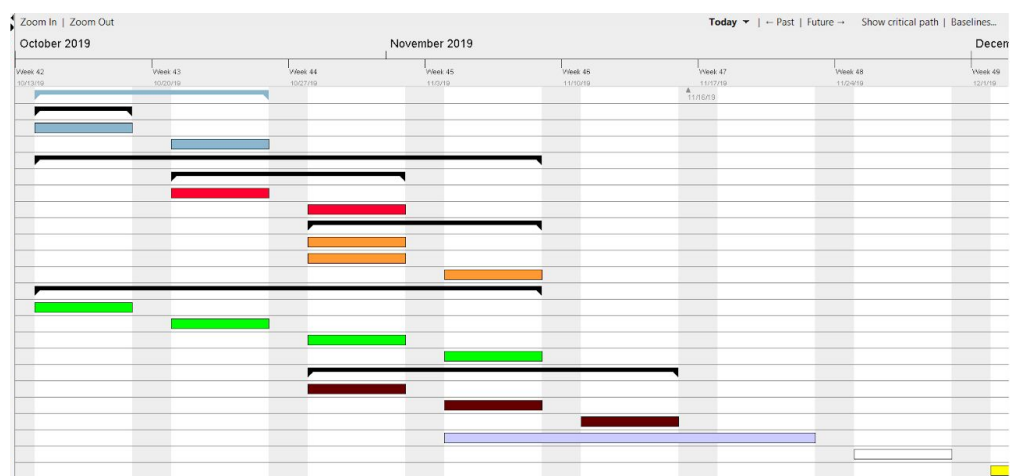 Zoom In | Zoom Out Today ▼ | ← Past | Future → Show critical path | Baselines...
October 2019 November 2019 Decem
Week 42 Week 43 Week 44 Week 45 Week 46 Week 47 Week 48 Week 49
10/13/19 10/20/19 10/27/19 11/3/19 11/10/19 11/17/19 11/24/19 12/1/19
11/16/19